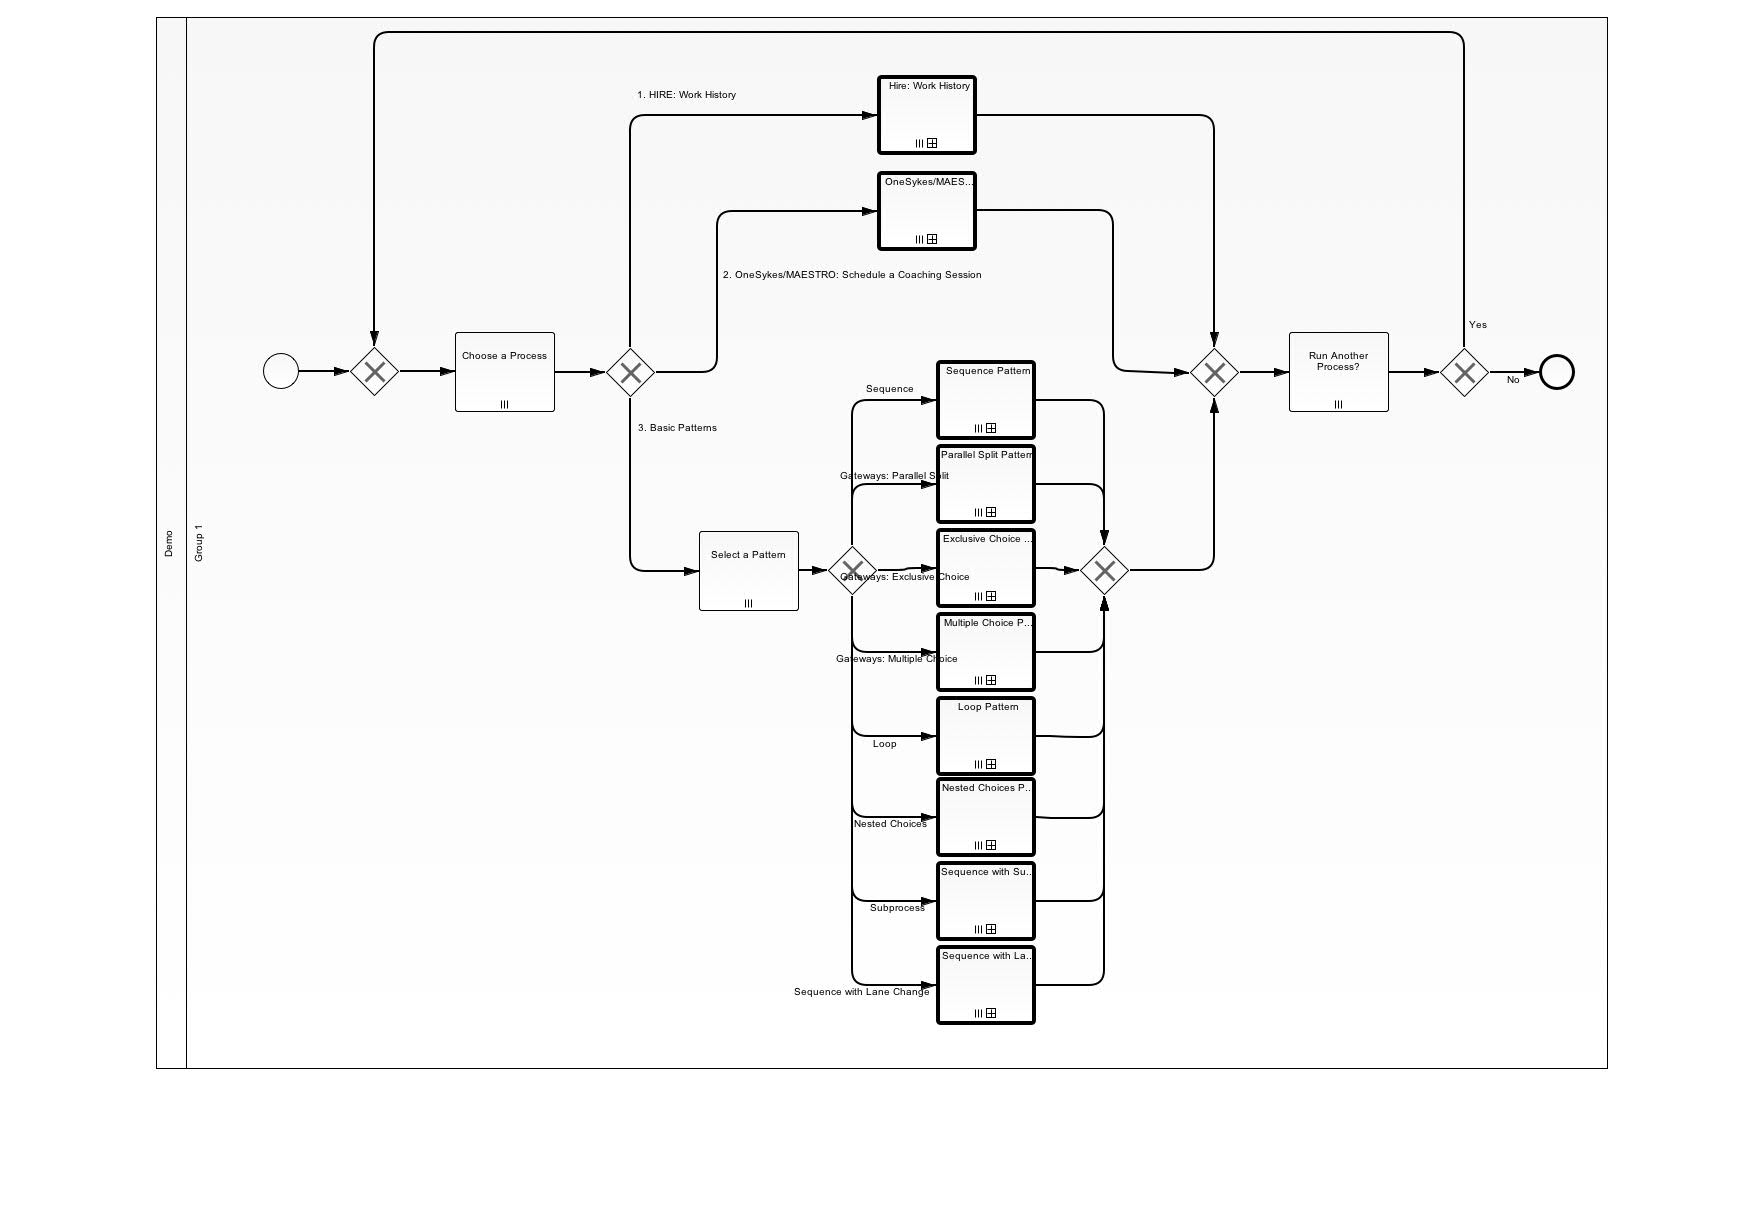 Demo
Group 1
1. HIRE: Work History
Hire: Work History
OneSykes/MAES...
2. OneSykes/MAESTRO: Schedule a Coaching Session
Choose a Process
Run Another
Process?
Yes
No
3. Basic Patterns
Select a Pattern
Sequence
Sequence Pattern
Gateways: Parallel Split
Parallel Split Pattern
Gateways: Exclusive Choice
Exclusive Choice ...
Gateways: Multiple Choice
Multiple Choice P...
Loop
Loop Pattern
Nested Choices
Nested Choices P...
Subprocess
Sequence with Su...
Sequence with Lane Change
Sequence with La...